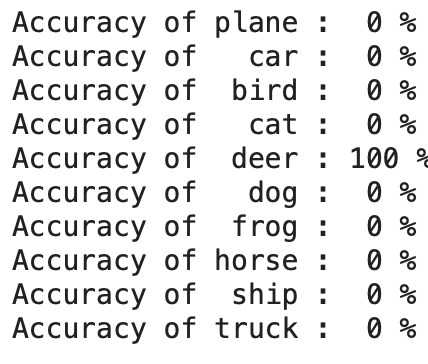 Accuracy of plane :  0 %
Accuracy of   car :  0 %
Accuracy of  bird :  0 %
Accuracy of   cat :  0 %
Accuracy of  deer : 100 %
Accuracy of   dog :  0 %
Accuracy of  frog :  0 %
Accuracy of horse :  0 %
Accuracy of  ship :  0 %
Accuracy of truck :  0 %